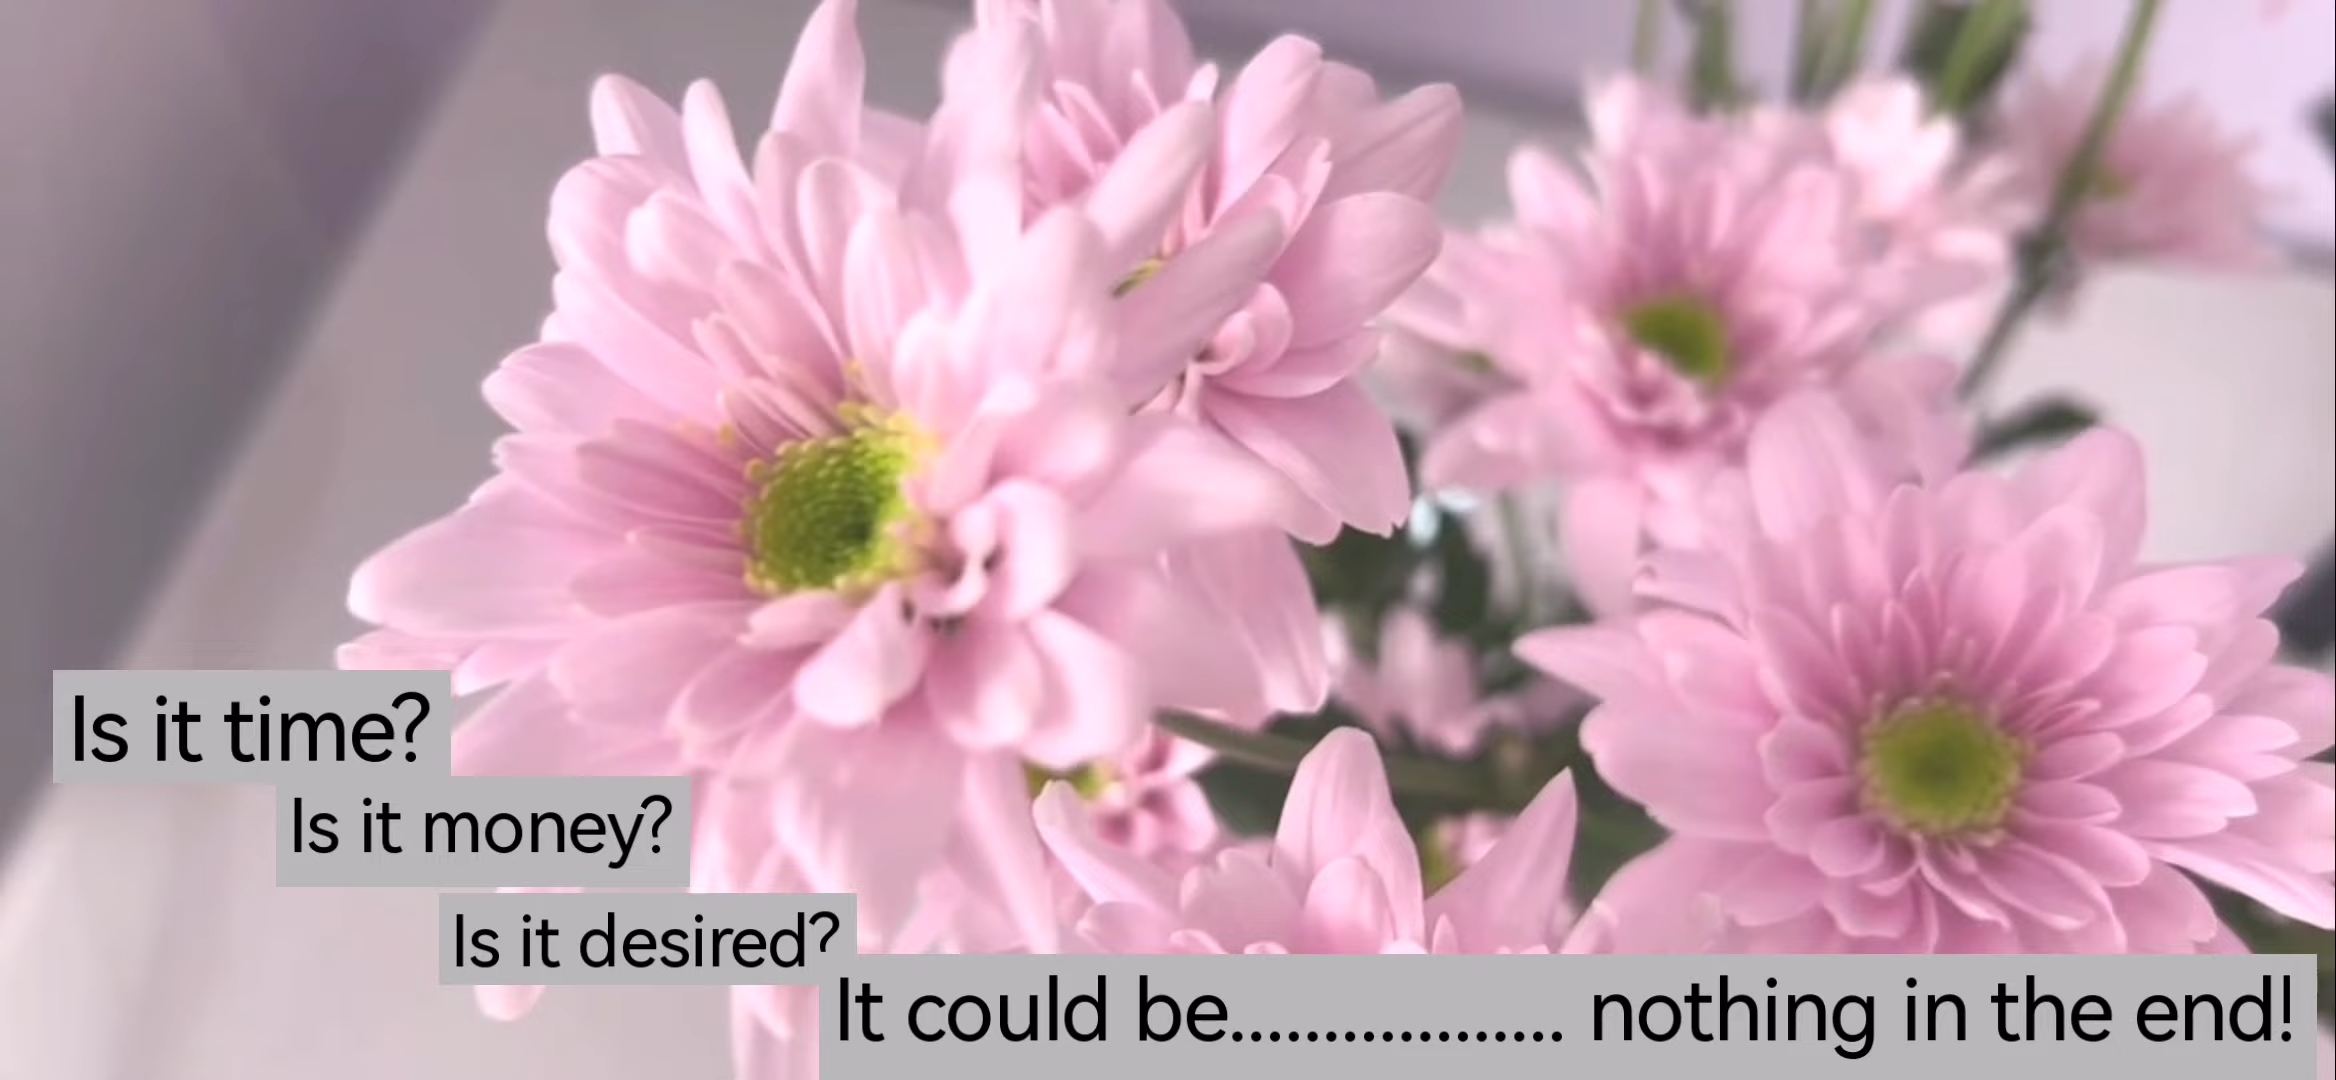 Is it time?
Is it money?
Is it desired?
It could be................. nothing in the end!